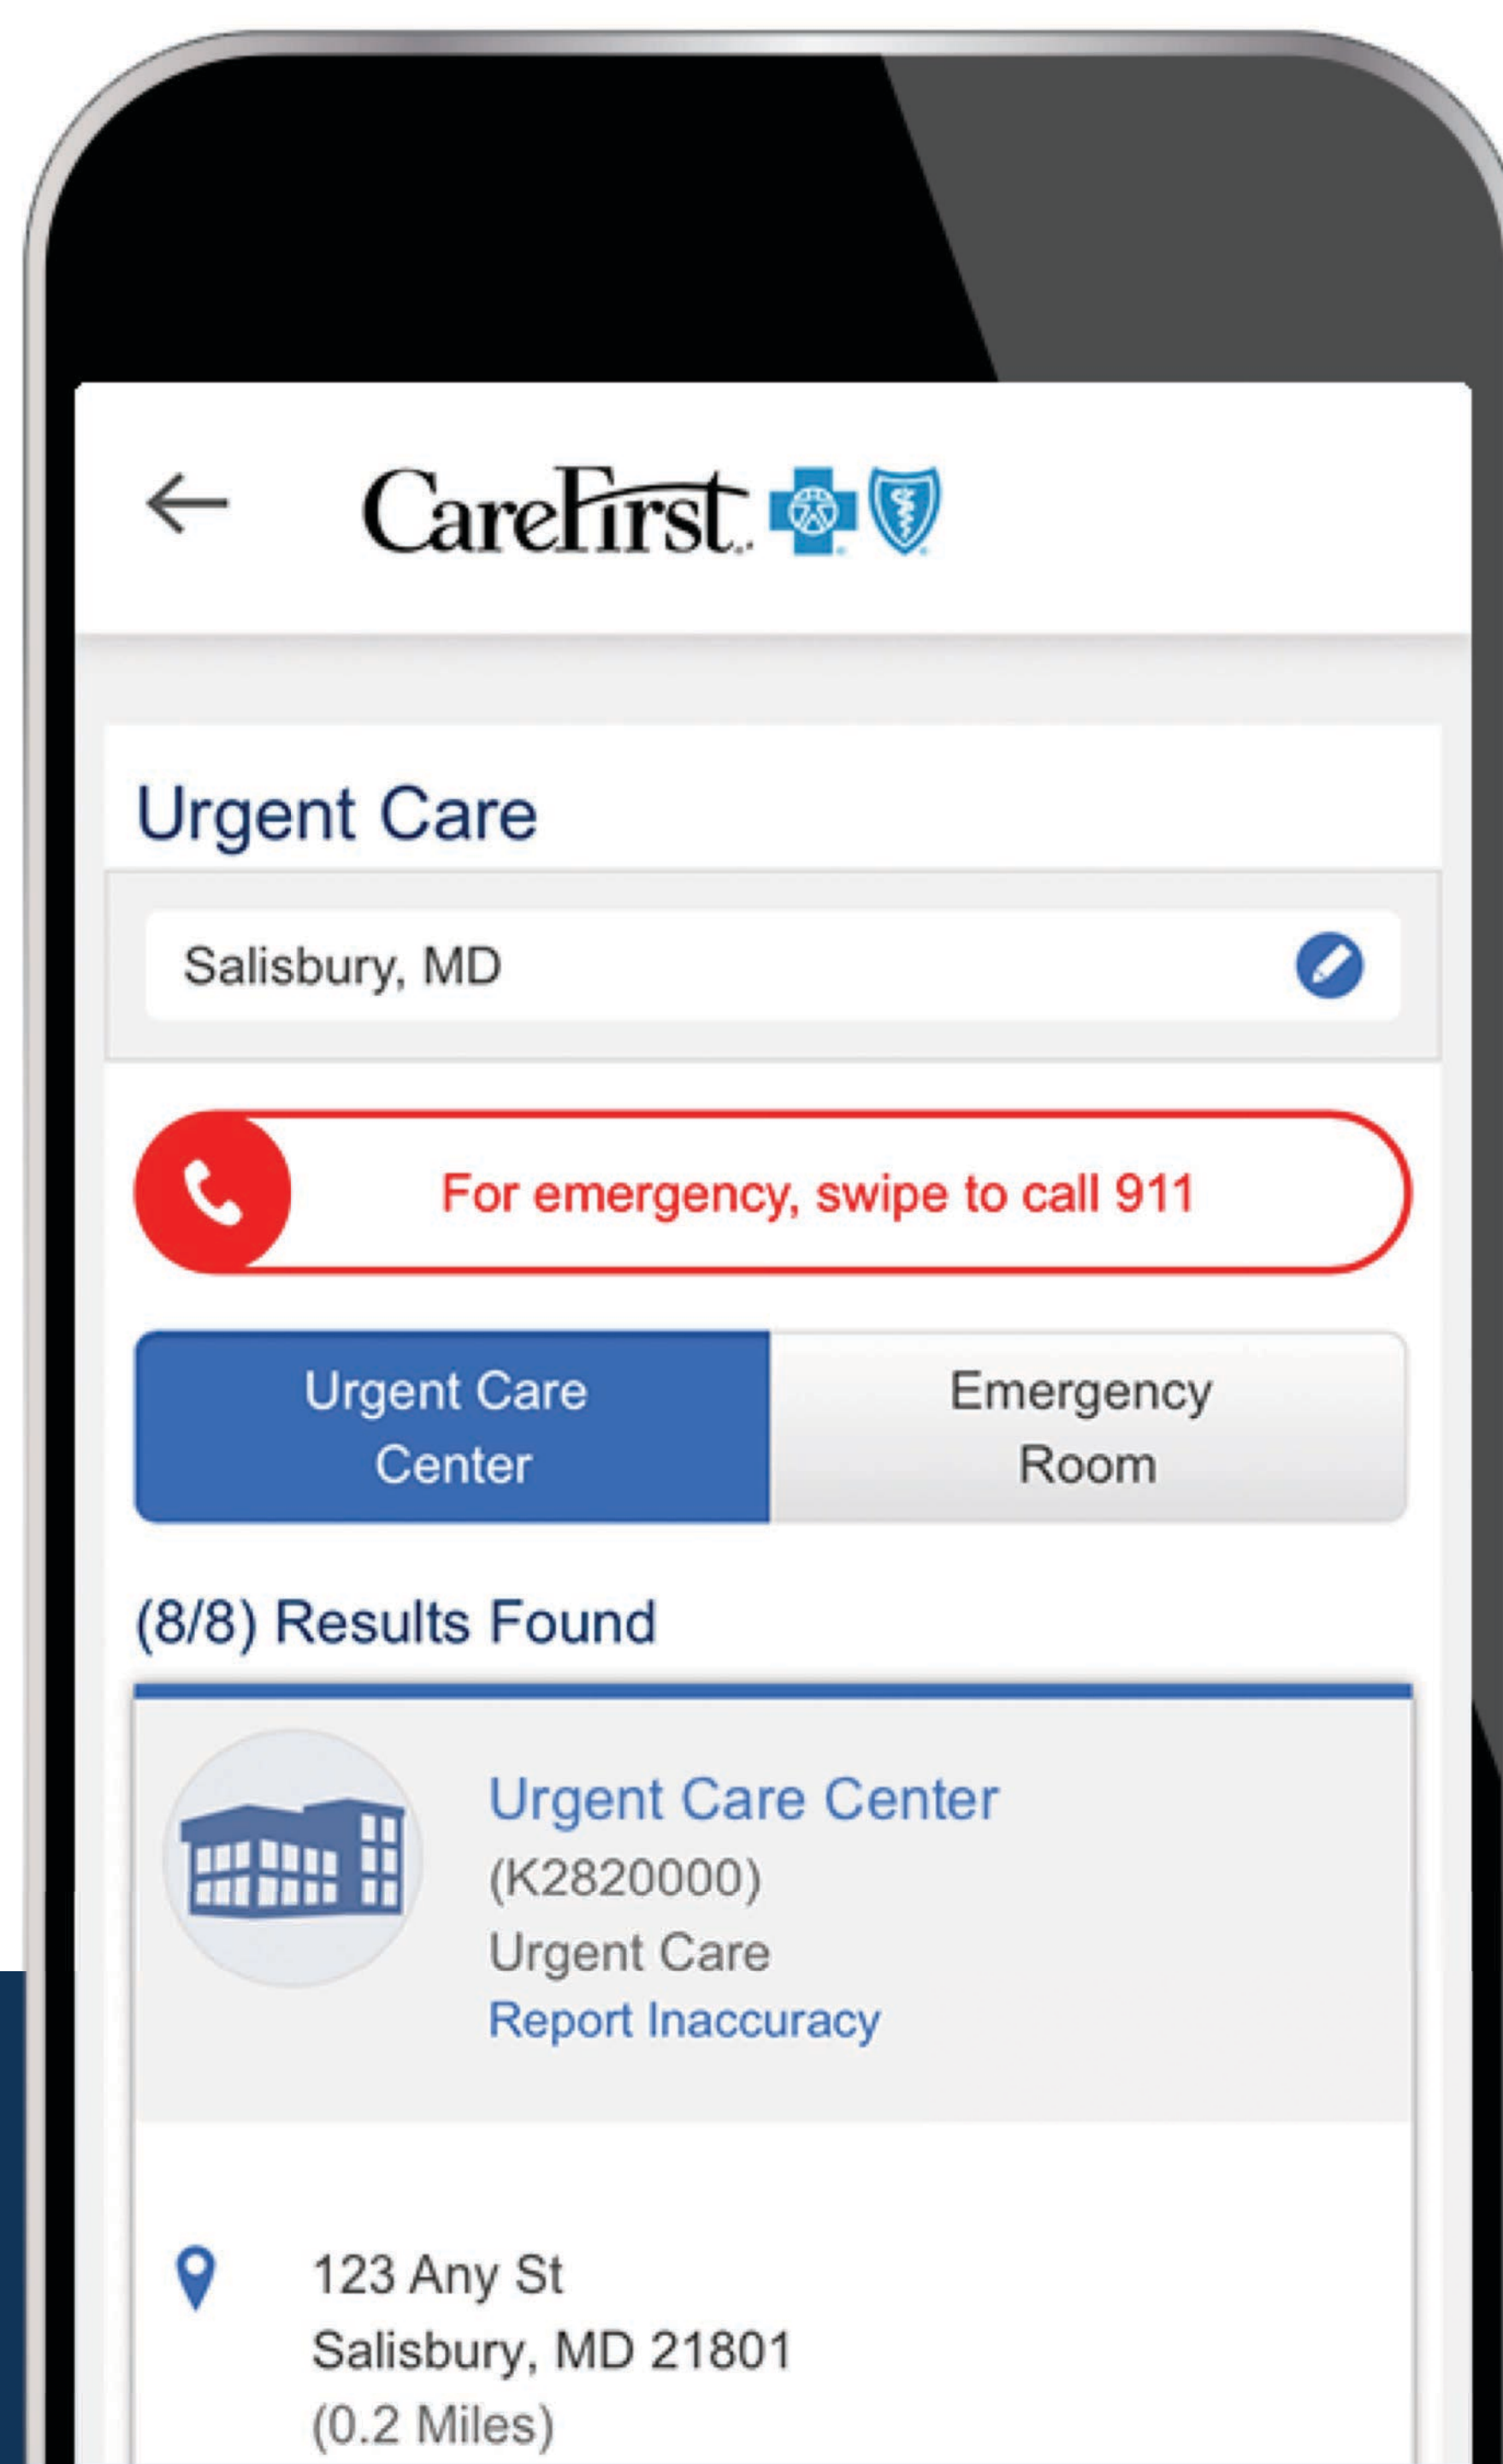 CareFirst
Urgent Care
Salisbury, MD
For emergency, swipe to call 911
Urgent Care
Center
Emergency
Room
(8/8) Results Found
Urgent Care Center
(K2820000)
Urgent Care
Report Inaccuracy
123 Any St
Salisbury, MD 21801
(0.2 Miles)